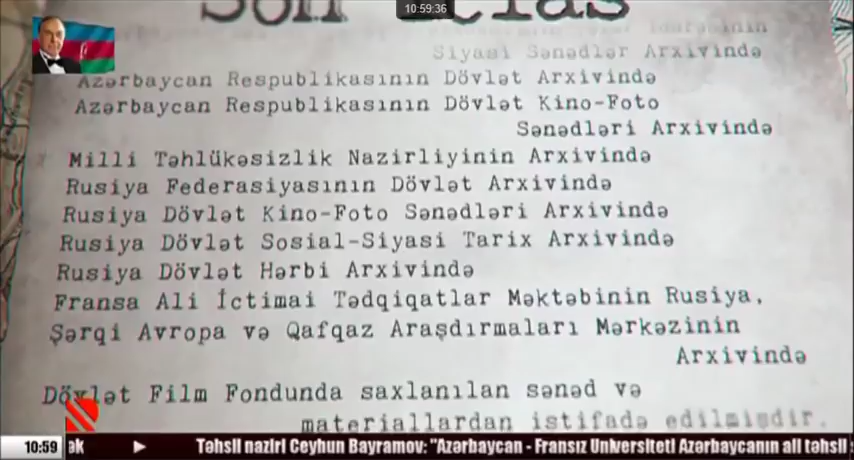 10:59:36
Son
Siyasi Sənədlər Arxivində
Azərbaycan Respublikasının Dövlət Arxivində
Azərbaycan Respublikasının Dövlət Kino-Foto
Sənədləri Arxivində
Milli Təhlükəsizlik Nazirliyinin Arxivində
Rusiya Federasiyasının Dövlət Arxivində
Rusiya Dövlət Kino-Foto Sənədləri Arxivində
Rusiya Dövlət Sosial-Siyasi Tarix Arxivində
Rusiya Dövlət Hərbi Arxivində
Fransa Ali İctimai Tədqiqatlar Məktəbinin Rusiya,
Şərqi Avropa və Qafqaz Araşdırmaları Mərkəzinin
Arxivində
Dövlət Film Fondunda saxlanılan sənəd və
materiallardan istifadə edilmişdir.
10:59 ək Təhsil naziri Ceyhun Bayramov: "Azərbaycan - Fransız Universiteti Azərbaycanın ali təhsil